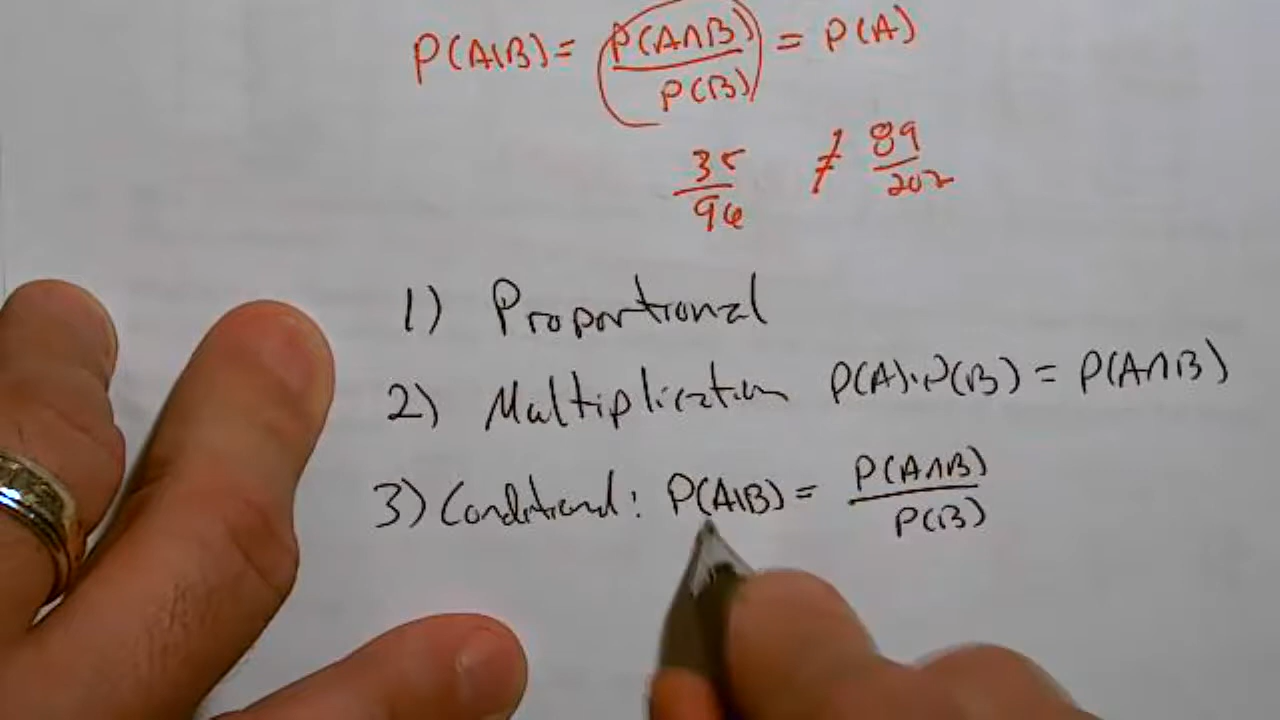 P(A|B) = P(A∩B) / P(B) = P(A)
35/96 ≠ 89/202
1) Proportional
2) Multiplication P(A)·P(B) = P(A∩B)
3) Conditional: P(A|B) = P(A∩B) / P(B)